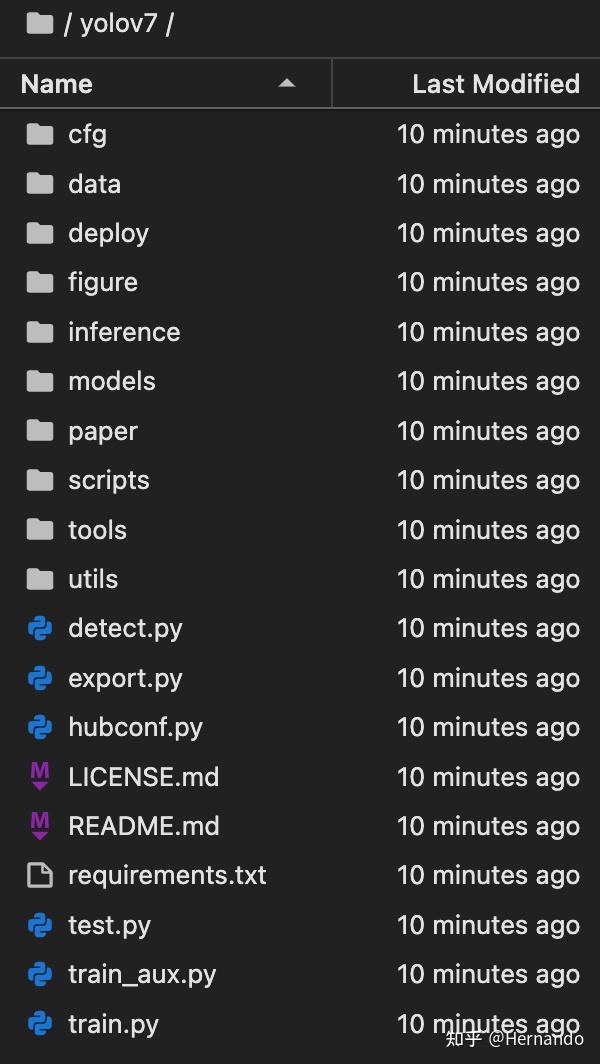 / yolov7 /
Name Last Modified
cfg 10 minutes ago
data 10 minutes ago
deploy 10 minutes ago
figure 10 minutes ago
inference 10 minutes ago
models 10 minutes ago
paper 10 minutes ago
scripts 10 minutes ago
tools 10 minutes ago
utils 10 minutes ago
detect.py 10 minutes ago
export.py 10 minutes ago
hubconf.py 10 minutes ago
LICENSE.md 10 minutes ago
README.md 10 minutes ago
requirements.txt 10 minutes ago
test.py 10 minutes ago
train_aux.py 10 minutes ago
train.py 10 minutes ago
知乎 @Hernando